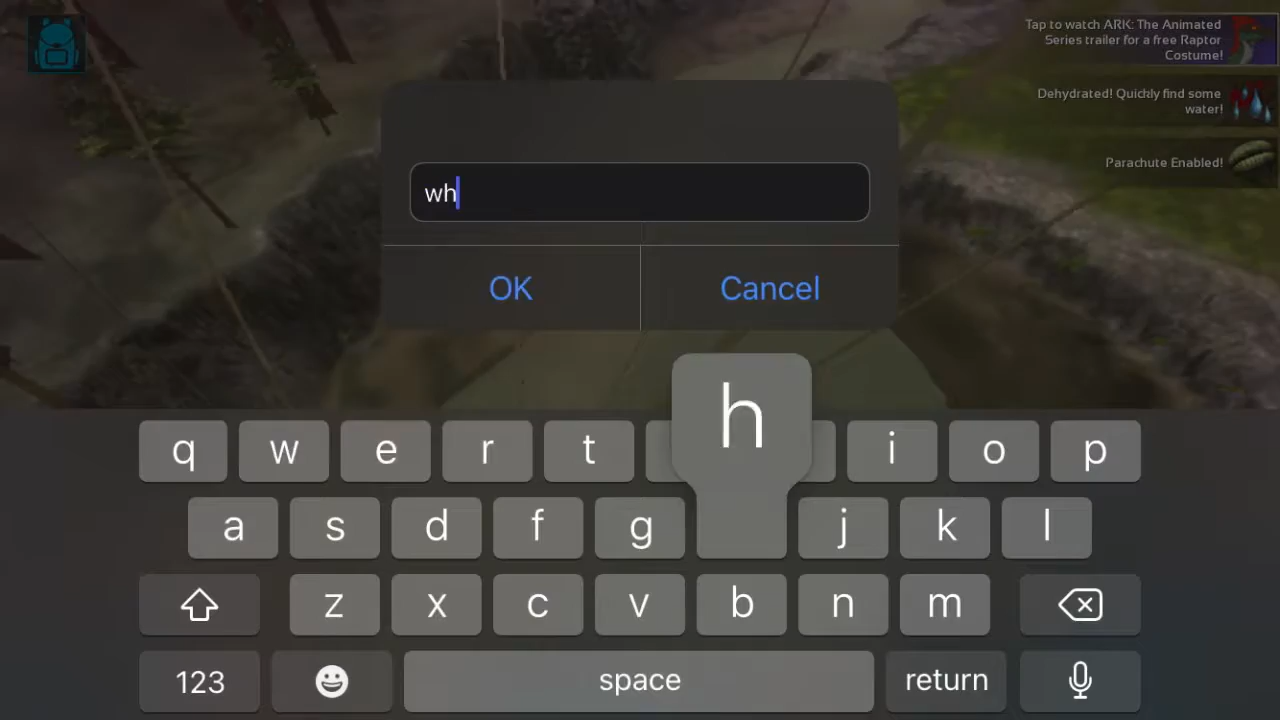 Tap to watch ARK: The Animated
Series trailer for a free Raptor
Costume!
Dehydrated! Quickly find some
water!
Parachute Enabled!
wh
OK Cancel
h
q w e r t i o p
a s d f g j k l
z x c v b n m
123 space return